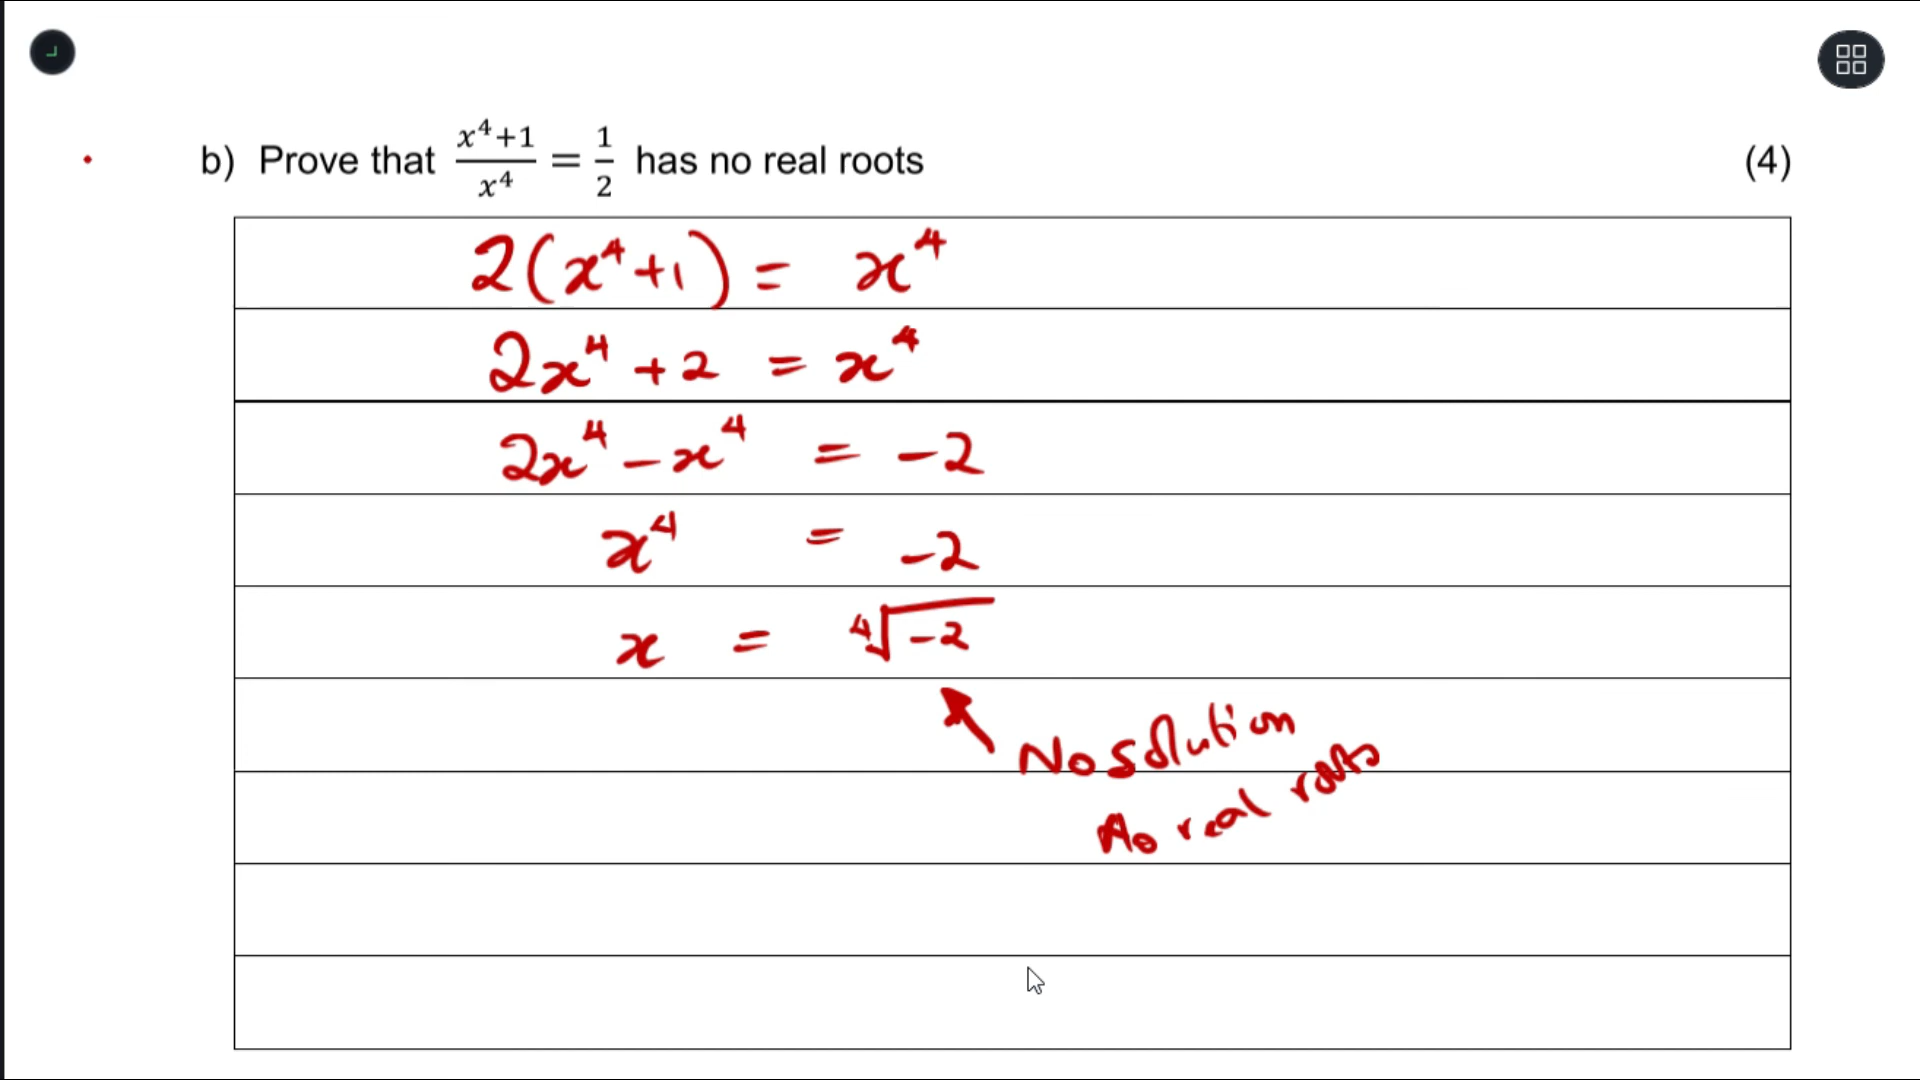 b) Prove that (x⁴+1)/x⁴ = 1/2 has no real roots (4)
2(x⁴+1) = x⁴
2x⁴ + 2 = x⁴
2x⁴ – x⁴ = –2
x⁴ = –2
x = ∜–2
No solution
No real roots